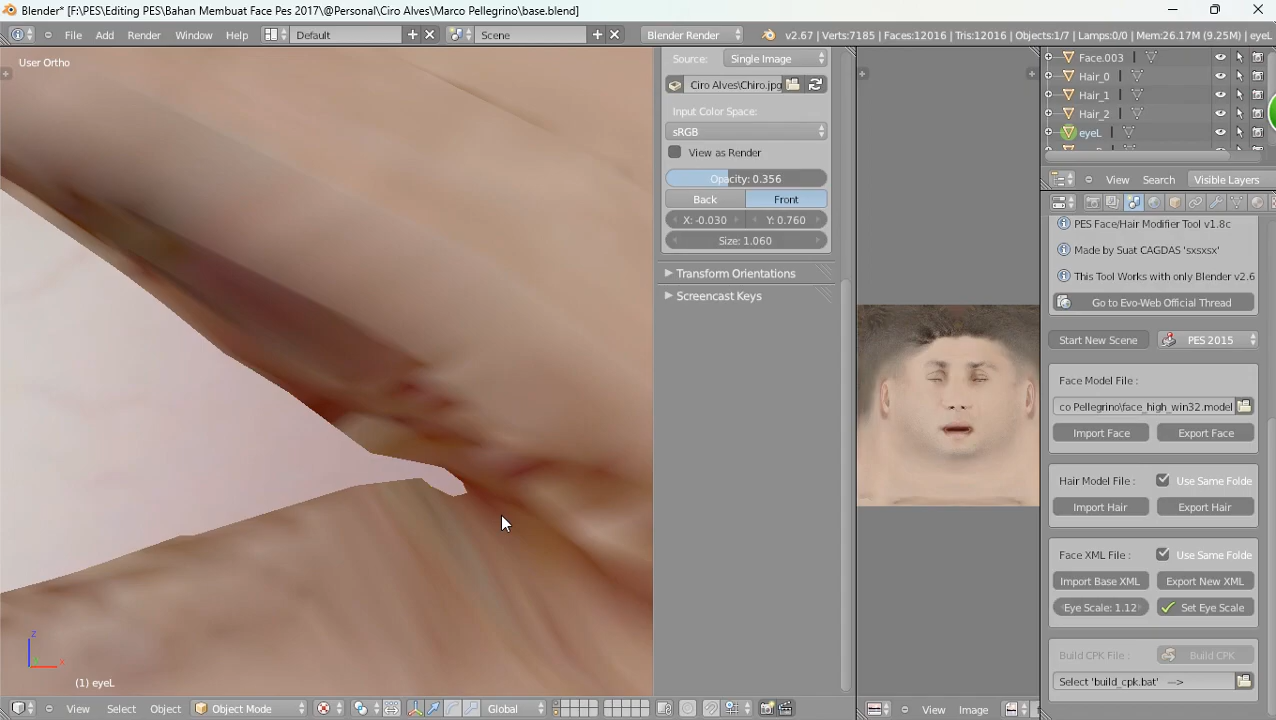 Blender* [F:\PES\Editing PES\Bahan Membuat Face Pes 2017\@Personal\Ciro Alves\Marco Pellegrino\base.blend]
File Add Render Window Help Default Scene Blender Render v2.67 | Verts:7185 | Faces:12016 | Tris:12016 | Objects:1/7 | Lamps:0/0 | Mem:26.17M (9.25M) | eyeL
User Ortho
Source: Single Image
Ciro Alves\Chiro.jpg
Input Color Space:
sRGB
View as Render
Opacity: 0.356
Back Front
X: -0.030 Y: 0.760
Size: 1.060
Transform Orientations
Screencast Keys
Face.003
Hair_0
Hair_1
Hair_2
eyeL
View Search Visible Layers
PES Face/Hair Modifier Tool v1.8c
Made by Suat CAGDAS 'sxsxsx'
This Tool Works with only Blender v2.6
Go to Evo-Web Official Thread
Start New Scene PES 2015
Face Model File :
co Pellegrino\face_high_win32.model
Import Face Export Face
Hair Model File : Use Same Folde
Import Hair Export Hair
Face XML File : Use Same Folde
Import Base XML Export New XML
Eye Scale: 1.12 Set Eye Scale
Build CPK File : Build CPK
Select 'build_cpk.bat' --->
z
x
(1) eyeL
View Select Object Object Mode Global View Image